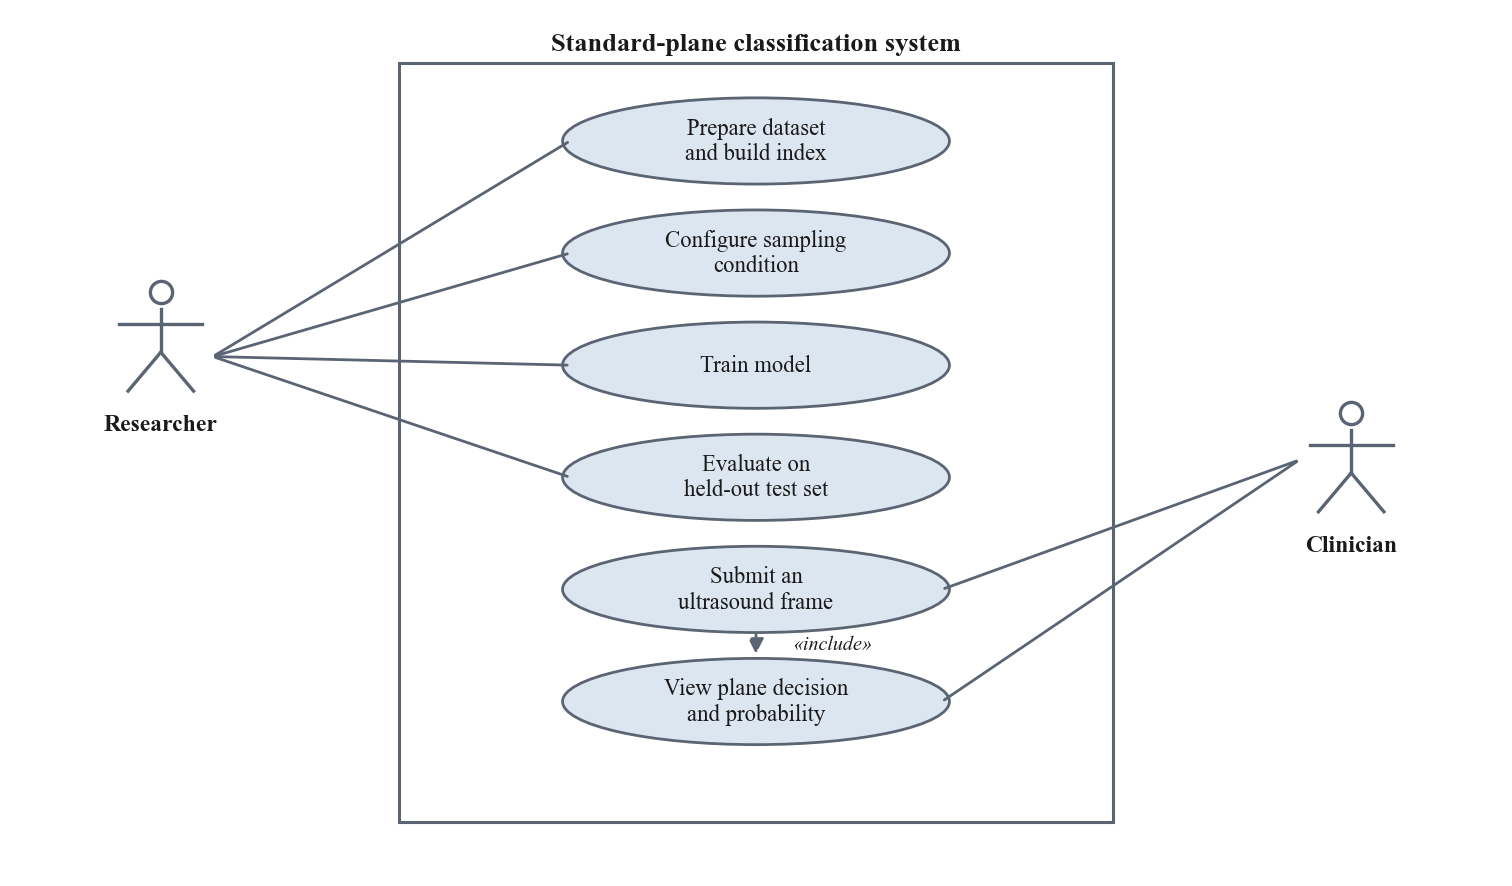 Standard-plane classification system
Prepare dataset
and build index
Configure sampling
condition
Train model
Researcher
Evaluate on
held-out test set
Clinician
Submit an
ultrasound frame
«include»
View plane decision
and probability